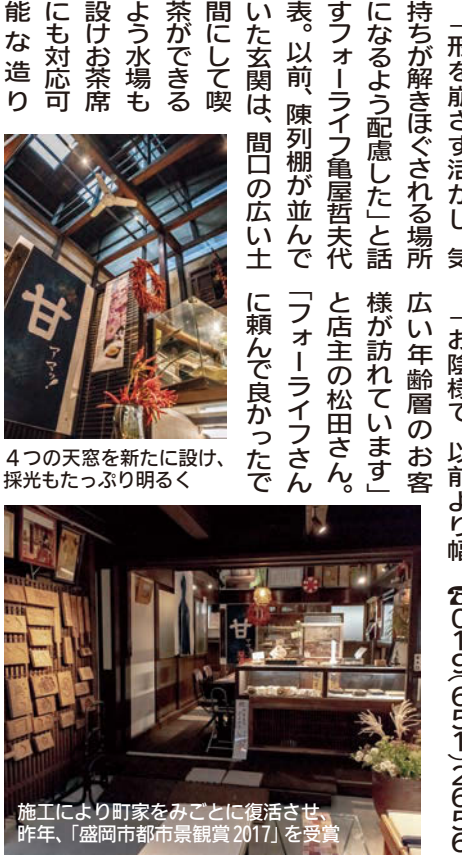 「形を崩さず活かし、気
持ちが解きほぐされる場所
になるよう配慮した」と話
すフォーライフ亀屋哲夫代
表。以前、陳列棚が並んで
いた玄関は、間口の広い土
間にして喫
茶ができる
よう水場も
設けお茶席
にも対応可
能な造り
「お陰様で、以前より幅
広い年齢層のお客
様が訪れています」
と店主の松田さん。
「フォーライフさん
に頼んで良かったで
☎019(651)2656
甘
アマシ
4つの天窓を新たに設け、
採光もたっぷり明るく
甘
施工により町家をみごとに復活させ、
昨年、「盛岡市都市景観賞2017」を受賞